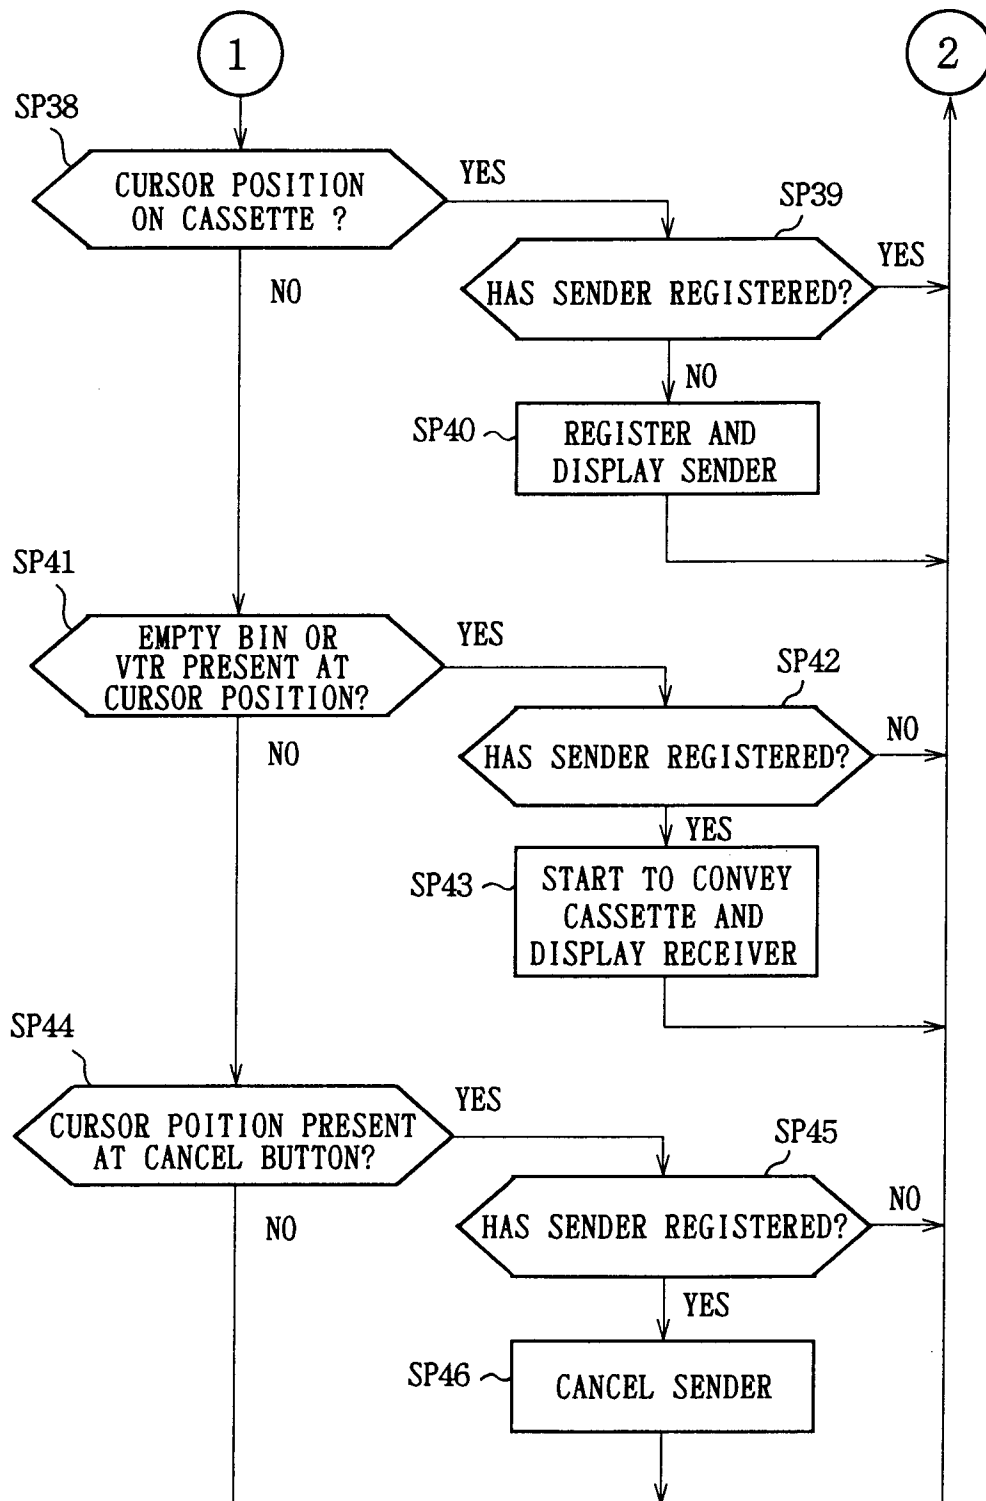 1
2
SP38
CURSOR POSITION
ON CASSETTE ?
YES
NO
SP39
HAS SENDER REGISTERED?
YES
NO
SP40
REGISTER AND
DISPLAY SENDER
SP41
EMPTY BIN OR
VTR PRESENT AT
CURSOR POSITION?
YES
NO
SP42
HAS SENDER REGISTERED?
NO
YES
SP43
START TO CONVEY
CASSETTE AND
DISPLAY RECEIVER
SP44
CURSOR POITION PRESENT
AT CANCEL BUTTON?
YES
NO
SP45
HAS SENDER REGISTERED?
NO
YES
SP46
CANCEL SENDER